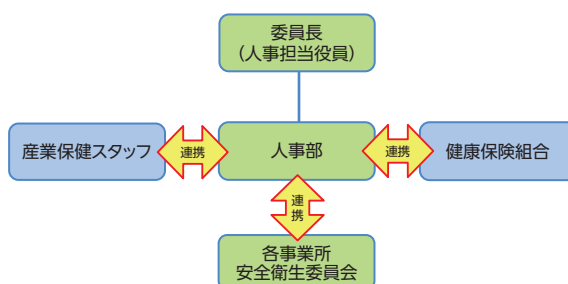 委員長
（人事担当役員）
産業保健スタッフ
連携
人事部
連携
健康保険組合
連携
各事業所
安全衛生委員会